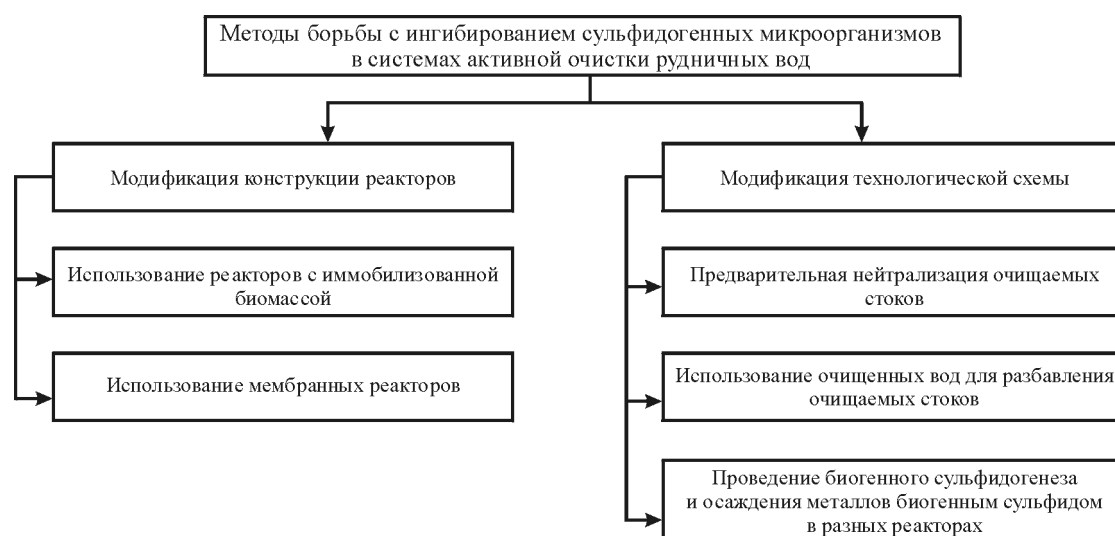 Методы борьбы с ингибированием сульфидогенных микроорганизмов
в системах активной очистки рудничных вод
Модификация конструкции реакторов
Использование реакторов с иммобилизованной
биомассой
Использование мембранных реакторов
Модификация технологической схемы
Предварительная нейтрализация очищаемых
стоков
Использование очищенных вод для разбавления
очищаемых стоков
Проведение биогенного сульфидогенеза
и осаждения металлов биогенным сульфидом
в разных реакторах